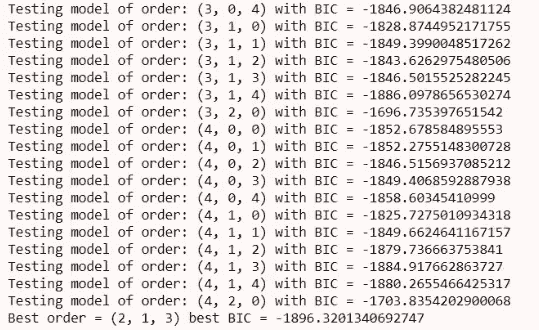 Testing model of order: (3, 0, 4) with BIC = -1846.9064382481124
Testing model of order: (3, 1, 0) with BIC = -1828.8744952171755
Testing model of order: (3, 1, 1) with BIC = -1849.3990048517262
Testing model of order: (3, 1, 2) with BIC = -1843.6262975480506
Testing model of order: (3, 1, 3) with BIC = -1846.5015525282245
Testing model of order: (3, 1, 4) with BIC = -1886.0978656530274
Testing model of order: (3, 2, 0) with BIC = -1696.735397651542
Testing model of order: (4, 0, 0) with BIC = -1852.678584895553
Testing model of order: (4, 0, 1) with BIC = -1852.2755148300728
Testing model of order: (4, 0, 2) with BIC = -1846.5156937085212
Testing model of order: (4, 0, 3) with BIC = -1849.4068592887938
Testing model of order: (4, 0, 4) with BIC = -1858.60345410999
Testing model of order: (4, 1, 0) with BIC = -1825.7275010934318
Testing model of order: (4, 1, 1) with BIC = -1849.6624641167157
Testing model of order: (4, 1, 2) with BIC = -1879.736663753841
Testing model of order: (4, 1, 3) with BIC = -1884.917662863727
Testing model of order: (4, 1, 4) with BIC = -1880.2655466425317
Testing model of order: (4, 2, 0) with BIC = -1703.8354202900068
Best order = (2, 1, 3) best BIC = -1896.3201340692747